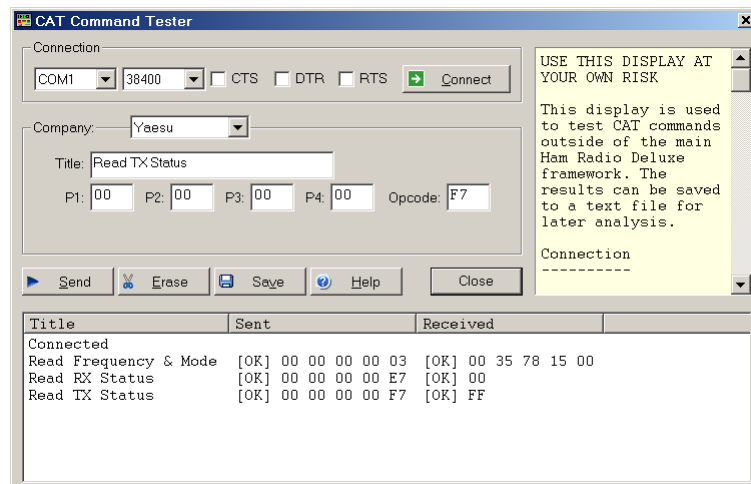 CAT Command Tester
Connection
COM1 38400 CTS DTR RTS Connect
Company: Yaesu
Title: Read TX Status
P1: 00 P2: 00 P3: 00 P4: 00 Opcode: F7
Send Erase Save Help Close
USE THIS DISPLAY AT
YOUR OWN RISK
This display is used
to test CAT commands
outside of the main
Ham Radio Deluxe
framework. The
results can be saved
to a text file for
later analysis.
Connection
----------
Title Sent Received
Connected
Read Frequency & Mode [OK] 00 00 00 00 03 [OK] 00 35 78 15 00
Read RX Status [OK] 00 00 00 00 E7 [OK] 00
Read TX Status [OK] 00 00 00 00 F7 [OK] FF